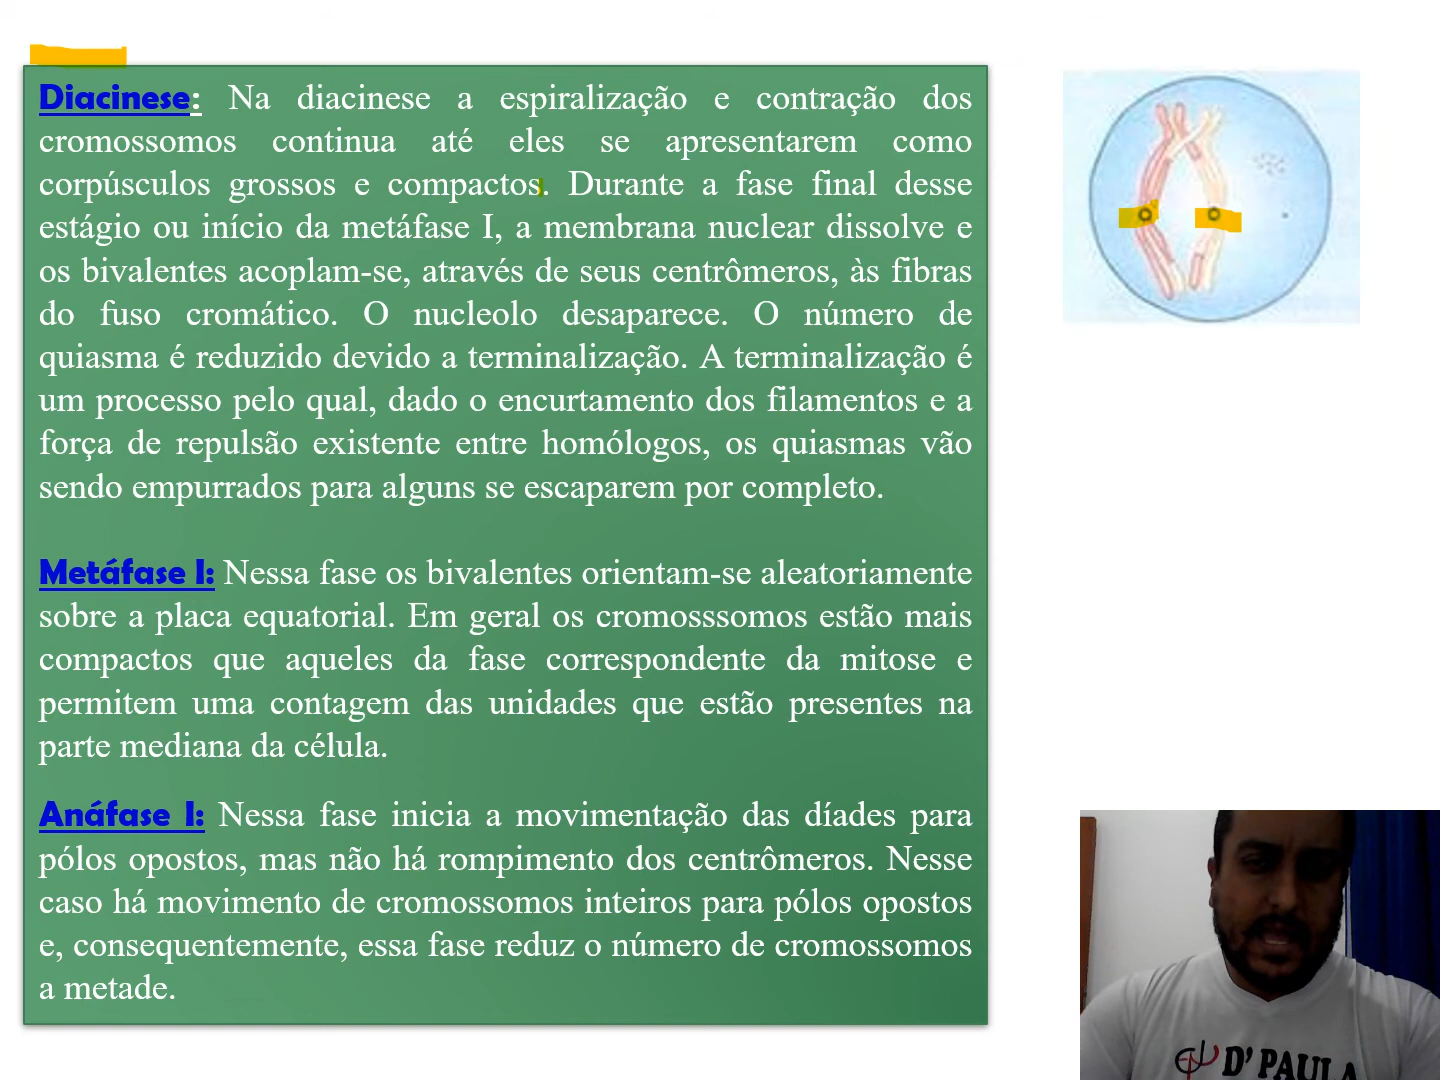 Diacinese: Na diacinese a espiralização e contração dos
cromossomos continua até eles se apresentarem como
corpúsculos grossos e compactos. Durante a fase final desse
estágio ou início da metáfase I, a membrana nuclear dissolve e
os bivalentes acoplam-se, através de seus centrômeros, às fibras
do fuso cromático. O nucleolo desaparece. O número de
quiasma é reduzido devido a terminalização. A terminalização é
um processo pelo qual, dado o encurtamento dos filamentos e a
força de repulsão existente entre homólogos, os quiasmas vão
sendo empurrados para alguns se escaparem por completo.
Metáfase I: Nessa fase os bivalentes orientam-se aleatoriamente
sobre a placa equatorial. Em geral os cromosssomos estão mais
compactos que aqueles da fase correspondente da mitose e
permitem uma contagem das unidades que estão presentes na
parte mediana da célula.
Anáfase I: Nessa fase inicia a movimentação das díades para
pólos opostos, mas não há rompimento dos centrômeros. Nesse
caso há movimento de cromossomos inteiros para pólos opostos
e, consequentemente, essa fase reduz o número de cromossomos
a metade.
D' PAULA